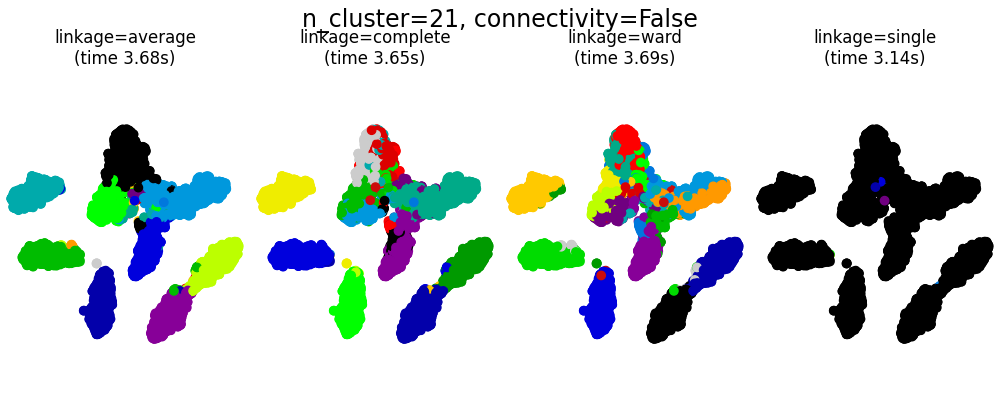 n_cluster=21, connectivity=False
linkage=average
(time 3.68s)
linkage=complete
(time 3.65s)
linkage=ward
(time 3.69s)
linkage=single
(time 3.14s)